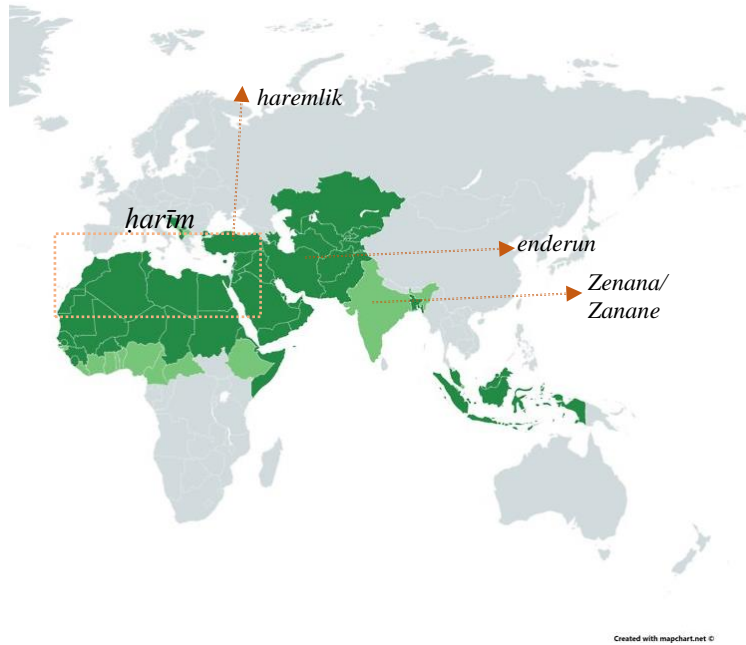 haremlik
ḥarīm
enderun
Zenana/
Zanane
Created with mapchart.net ©